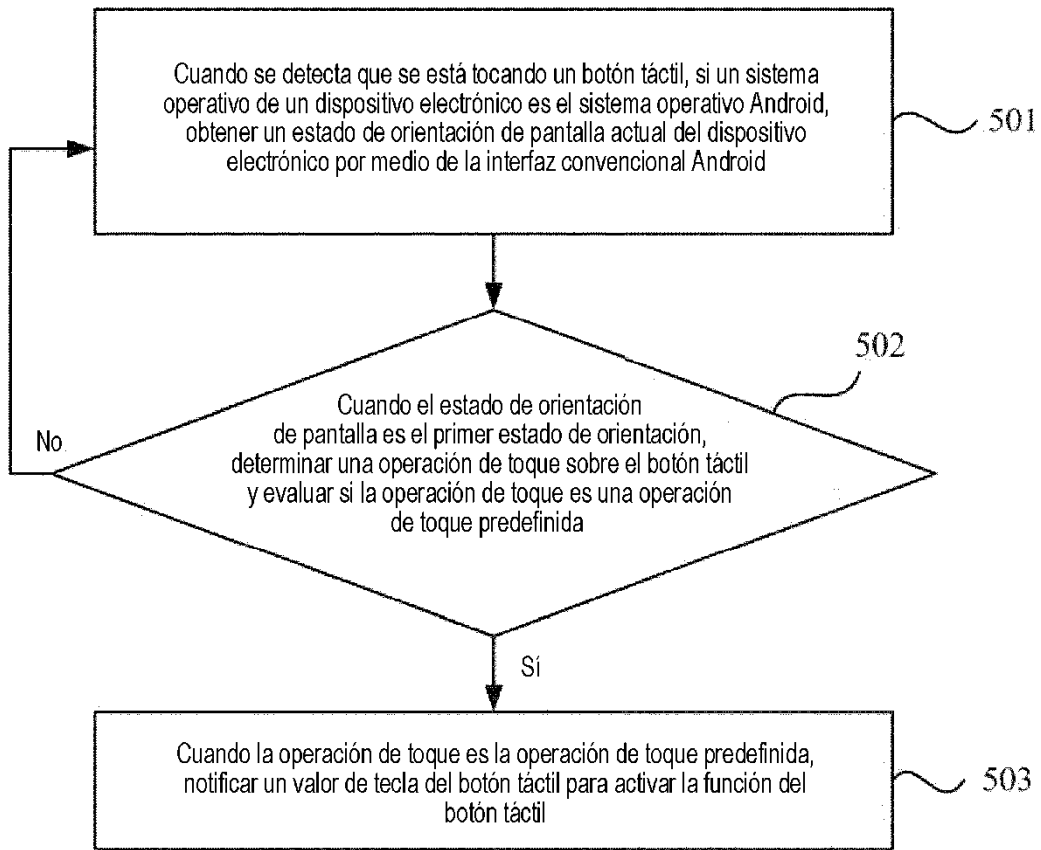 Cuando se detecta que se está tocando un botón táctil, si un sistema
operativo de un dispositivo electrónico es el sistema operativo Android,
obtener un estado de orientación de pantalla actual del dispositivo
electrónico por medio de la interfaz convencional Android
501
502
Cuando el estado de orientación
de pantalla es el primer estado de orientación,
determinar una operación de toque sobre el botón táctil
y evaluar si la operación de toque es una operación
de toque predefinida
No
Sí
Cuando la operación de toque es la operación de toque predefinida,
notificar un valor de tecla del botón táctil para activar la función del
botón táctil
503